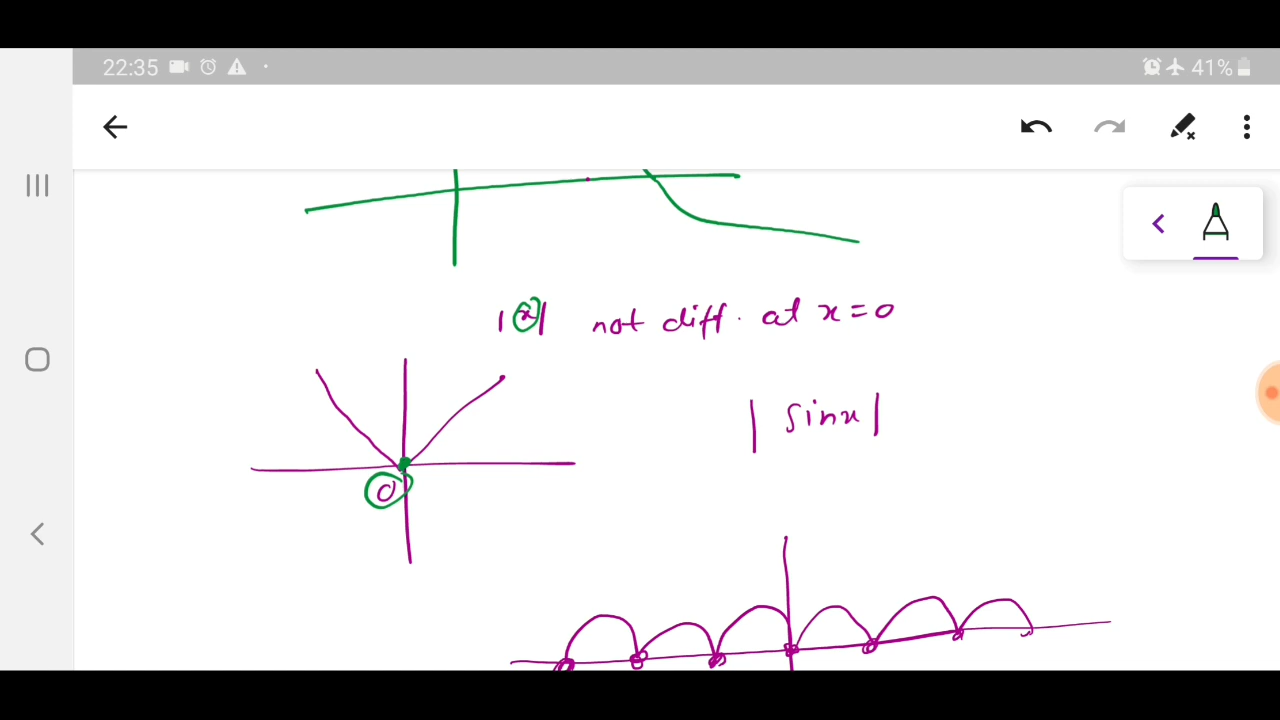 22:35
41%
|x| not diff. at x=0
| sinx |
0